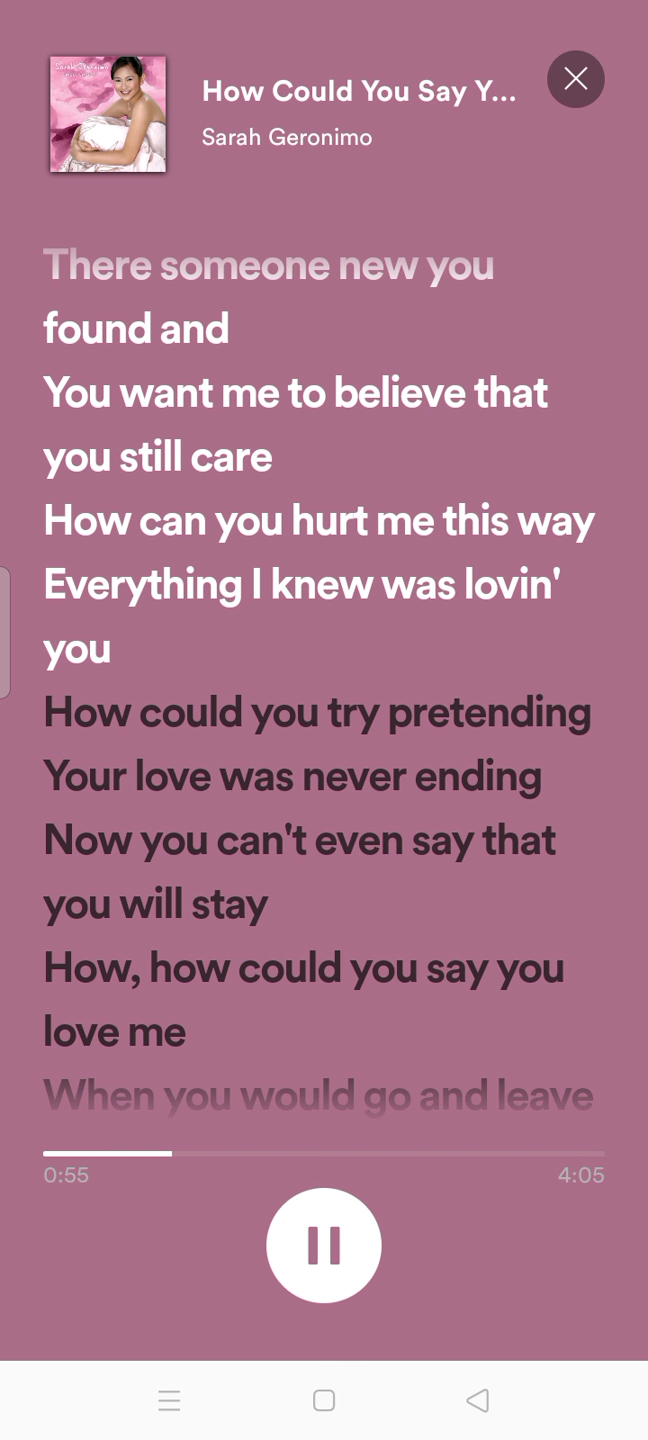 Sarah Geronimo
How Could You Say Y...
Sarah Geronimo
There someone new you
found and
You want me to believe that
you still care
How can you hurt me this way
Everything I knew was lovin'
you
How could you try pretending
Your love was never ending
Now you can't even say that
you will stay
How, how could you say you
love me
When you would go and leave
0:55
4:05